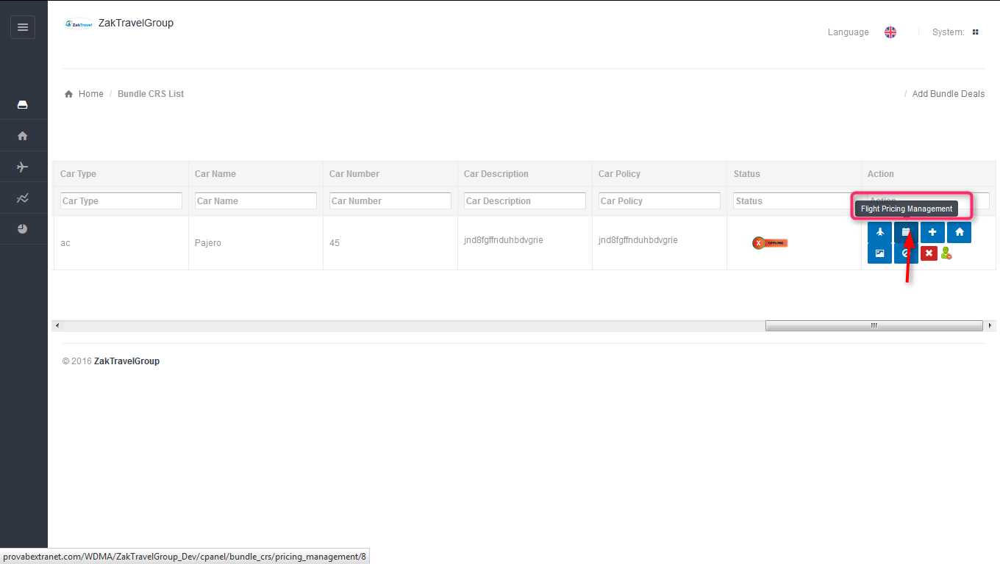 ZakTravel ZakTravelGroup
Language System:
Home / Bundle CRS List / Add Bundle Deals
Car Type Car Name Car Number Car Description Car Policy Status Action
Car Type Car Name Car Number Car Description Car Policy Status Action
Flight Pricing Management
ac Pajero 45 jnd8fgffnduhbdvgrie jnd8fgffnduhbdvgrie X OFFLINE
© 2016 ZakTravelGroup
provabextranet.com/WDMA/ZakTravelGroup_Dev/cpanel/bundle_crs/pricing_management/8